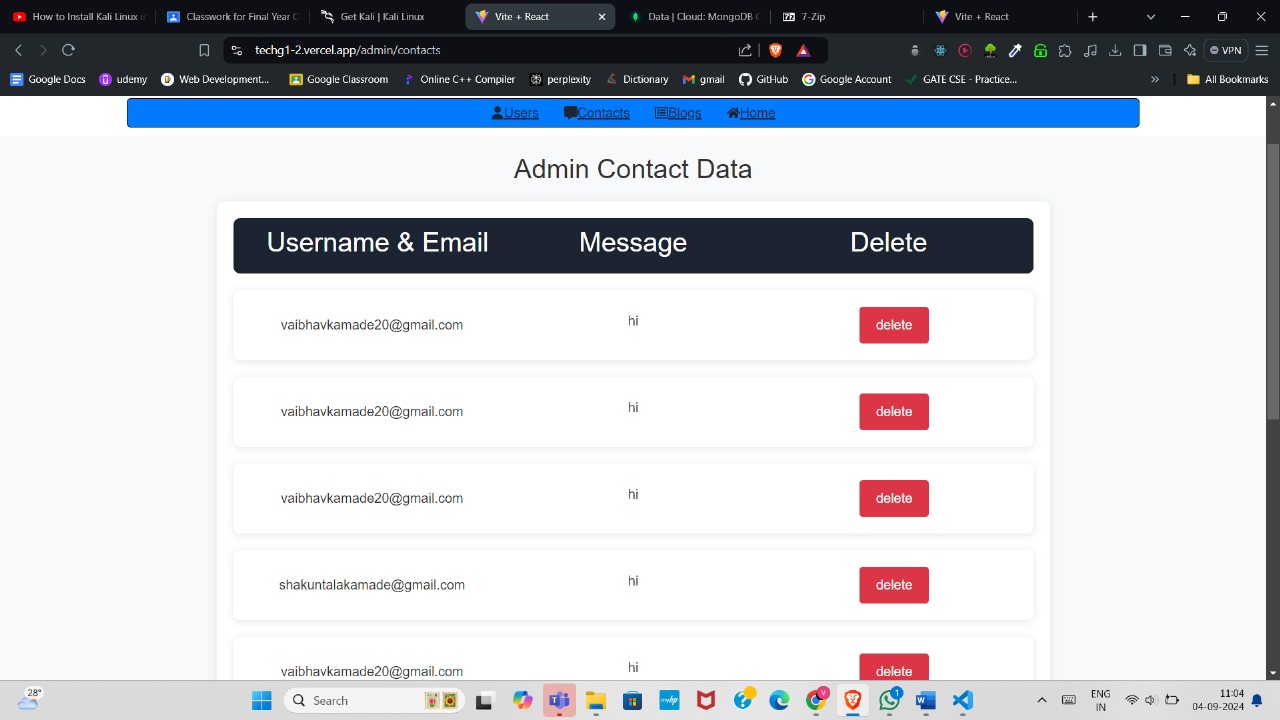 How to Install Kali Linux i
Classwork for Final Year C
Get Kali | Kali Linux
Vite + React
Data | Cloud: MongoDB C
7-Zip
Vite + React
techg1-2.vercel.app/admin/contacts
VPN
Google Docs
udemy
Web Development...
Google Classroom
Online C++ Compiler
perplexity
Dictionary
gmail
GitHub
Google Account
GATE CSE - Practice...
» All Bookmarks
Users Contacts Blogs Home
Admin Contact Data
Username & Email Message Delete
vaibhavkamade20@gmail.com hi delete
vaibhavkamade20@gmail.com hi delete
vaibhavkamade20@gmail.com hi delete
shakuntalakamade@gmail.com hi delete
vaibhavkamade20@gmail.com hi delete
28°
Search
ENG
IN
11:04
04-09-2024